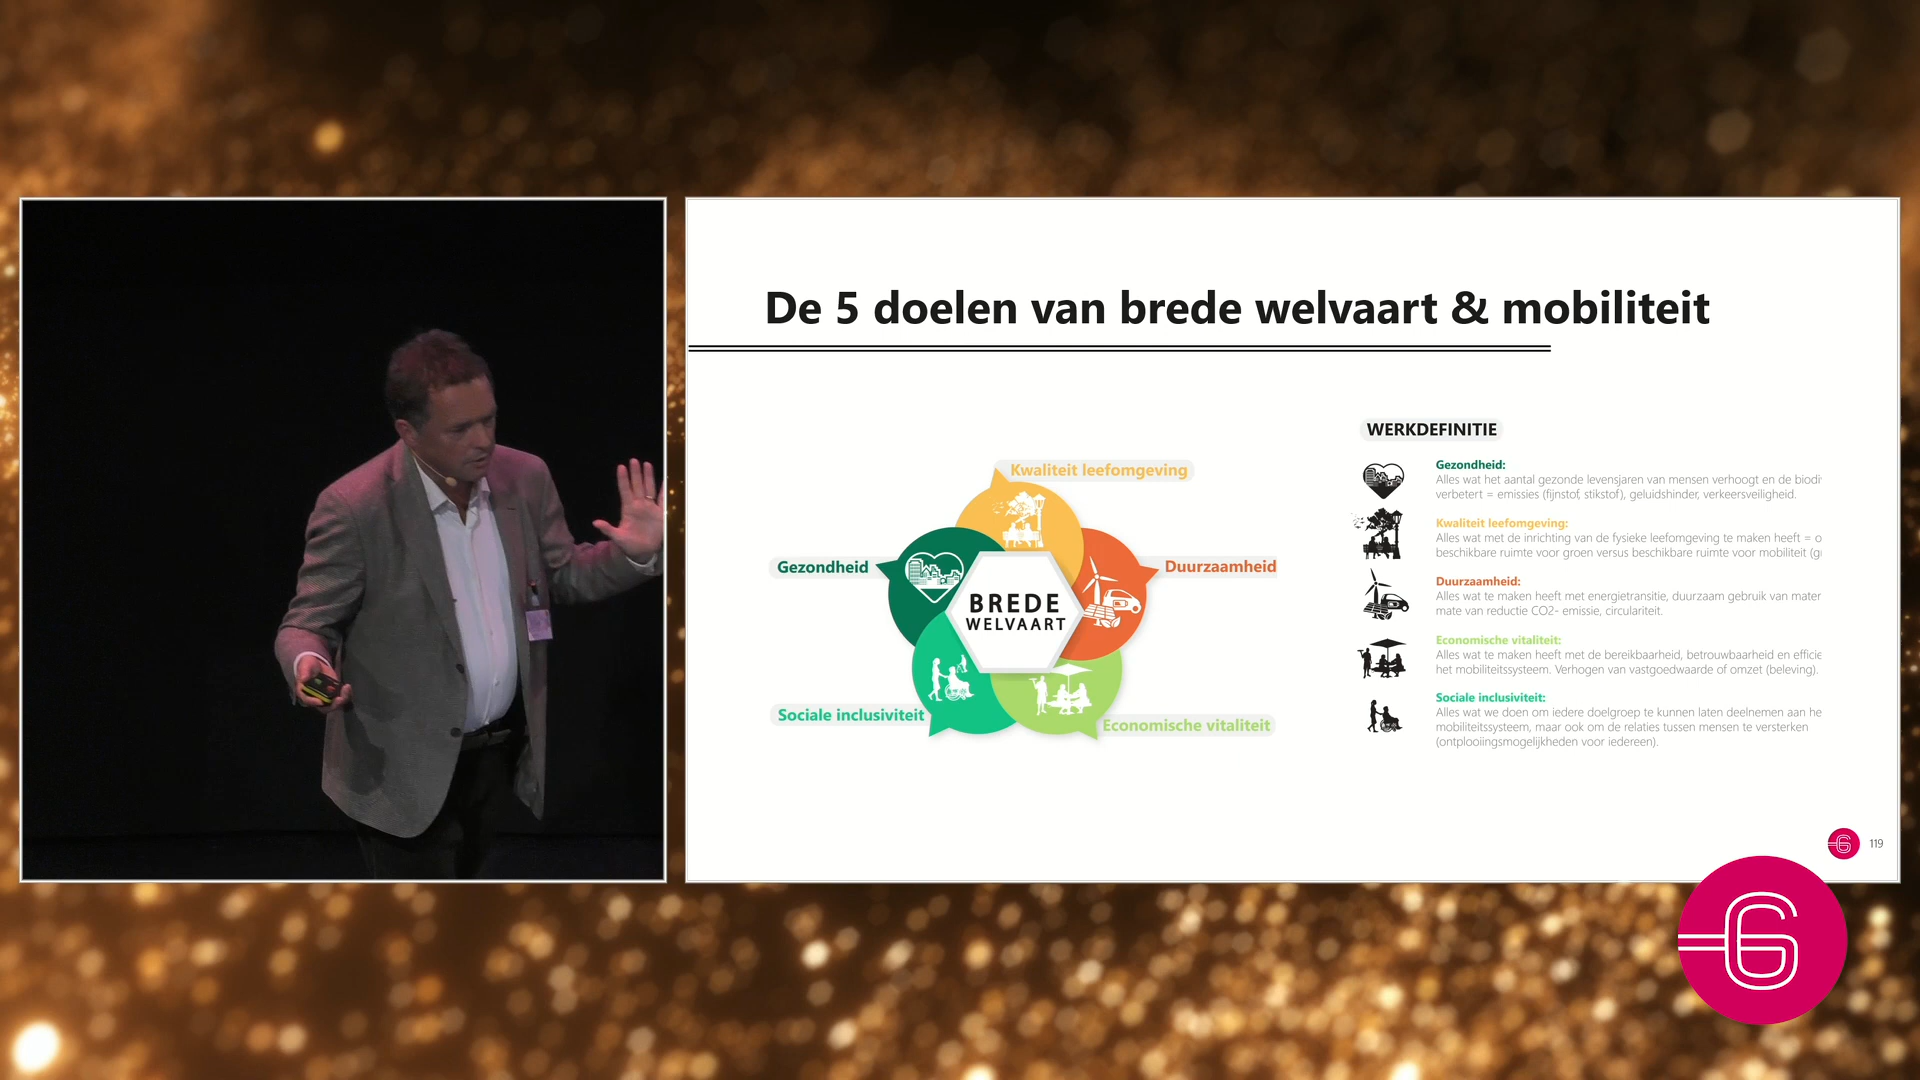 De 5 doelen van brede welvaart & mobiliteit
Kwaliteit leefomgeving
Gezondheid
Duurzaamheid
BREDE
WELVAART
Sociale inclusiviteit
Economische vitaliteit
WERKDEFINITIE
Gezondheid:
Alles wat het aantal gezonde levensjaren van mensen verhoogt en de
verbetert = emissies (fijnstof, stikstof), geluidshinder, verkeersveiligheid.
Kwaliteit leefomgeving:
Alles wat met de inrichting van de fysieke leefomgeving te maken heeft =
beschikbare ruimte voor groen versus beschikbare ruimte voor mobiliteit
Duurzaamheid:
Alles wat te maken heeft met energietransitie, duurzaam gebruik van
mate van reductie CO2- emissie, circulariteit.
Economische vitaliteit:
Alles wat te maken heeft met de bereikbaarheid, betrouwbaarheid en
het mobiliteitssysteem. Verhogen van vastgoedwaarde of omzet (beleving).
Sociale inclusiviteit:
Alles wat we doen om iedere doelgroep te kunnen laten deelnemen aan
mobiliteitssysteem, maar ook om de relaties tussen mensen te versterken
(ontplooiingsmogelijkheden voor iedereen).
119